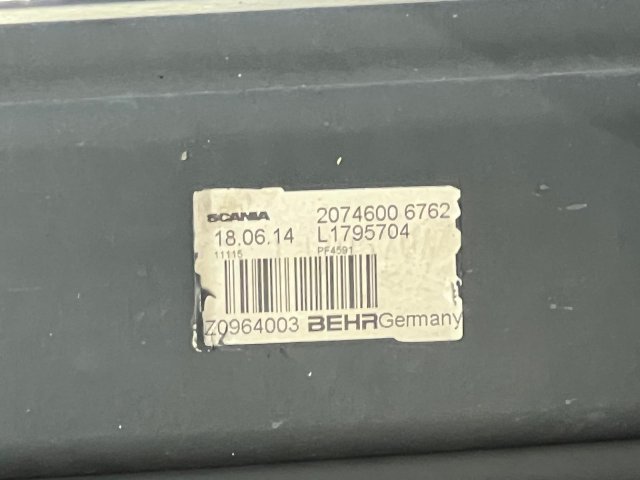 SCANIA 2074600 6762
18.06.14 L1795704
11115 PF4591
Z0964003 BEHR Germany